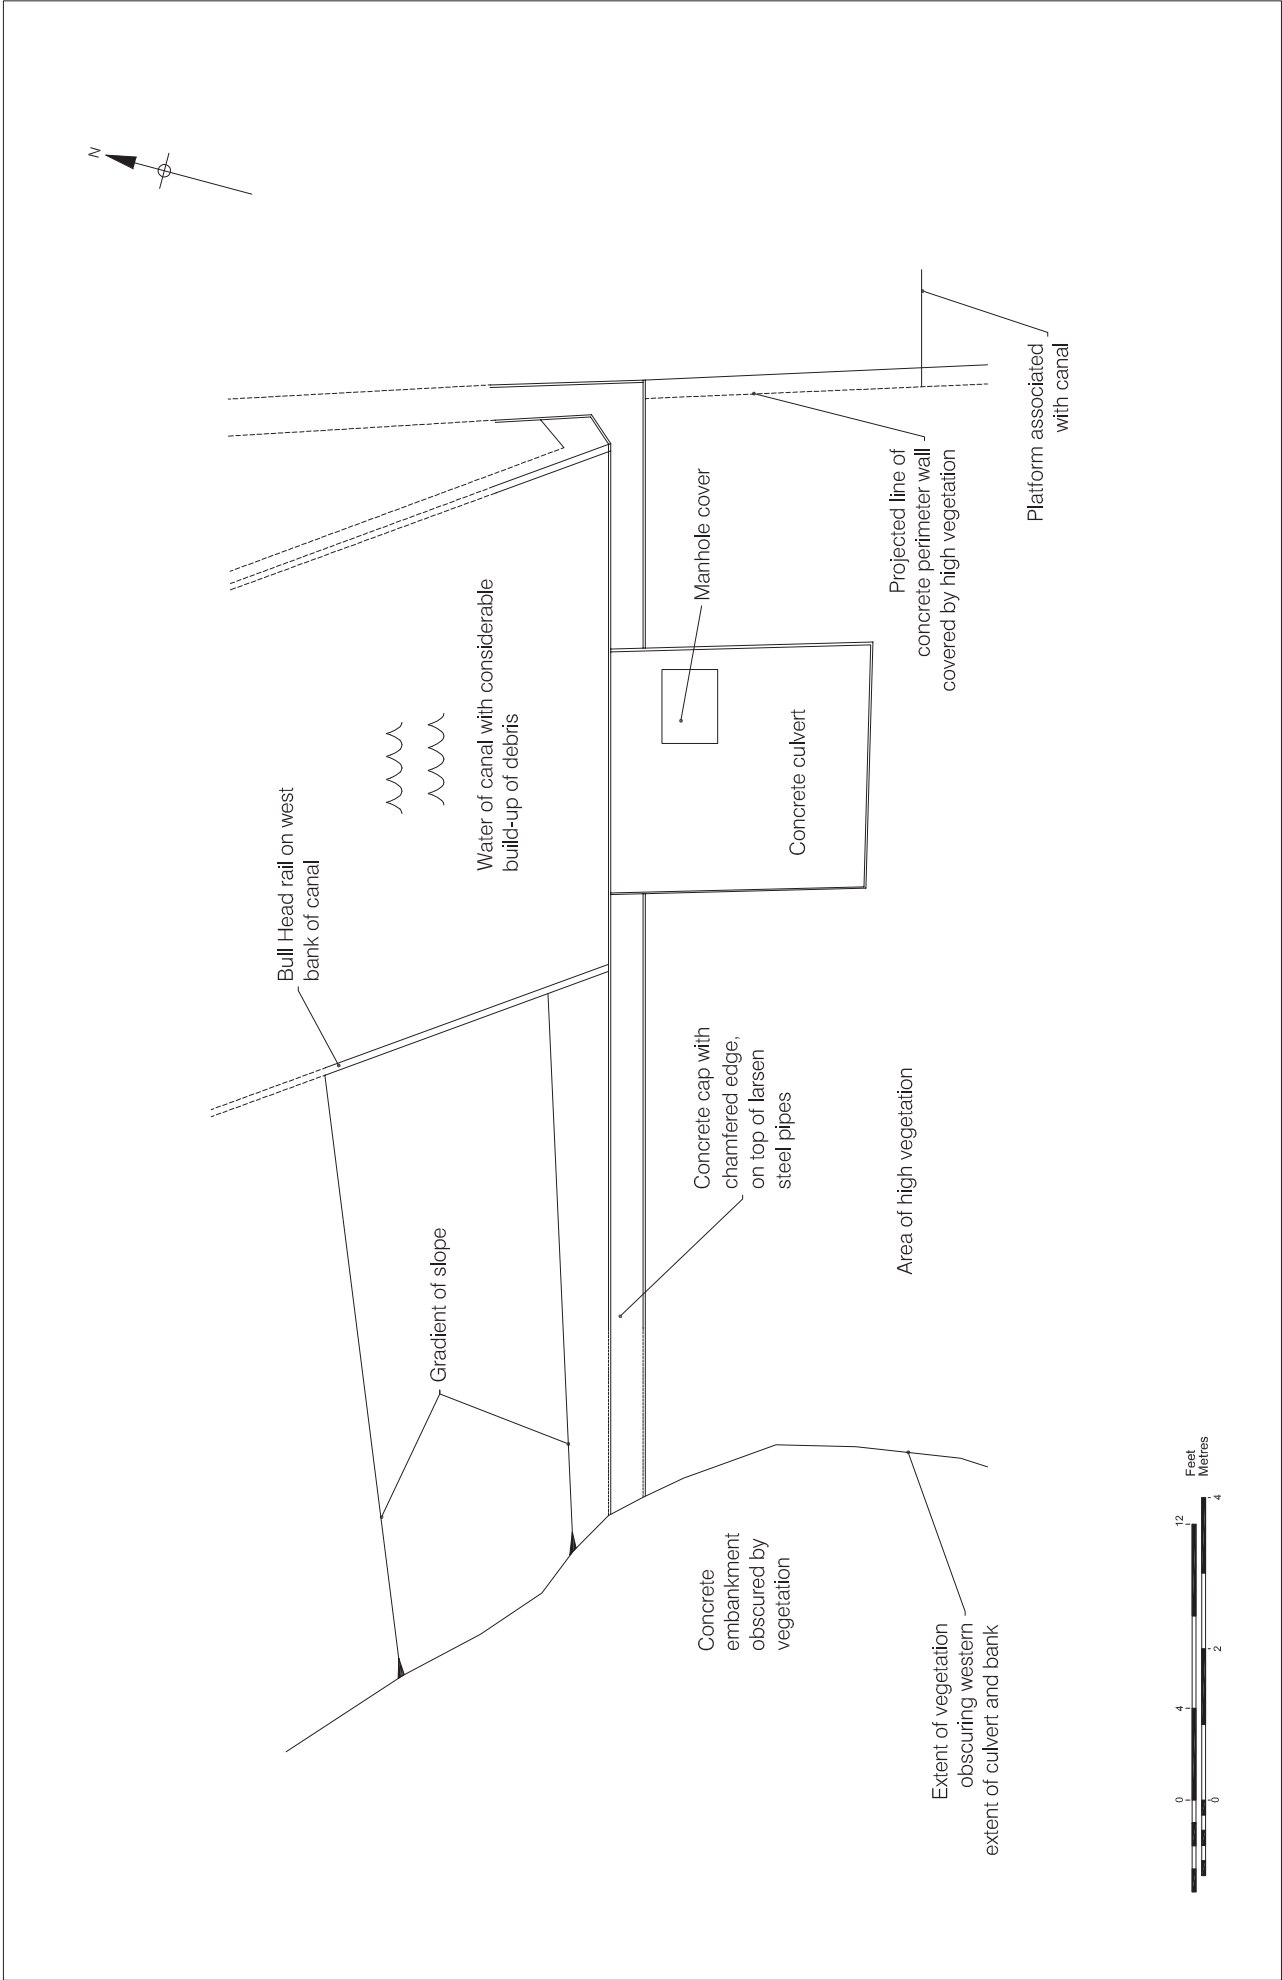 N
Bull Head rail on west
bank of canal
Gradient of slope
Water of canal with considerable
build-up of debris
Concrete cap with
chamfered edge,
on top of larsen
steel pipes
Manhole cover
Concrete culvert
Concrete
embankment
obscured by
vegetation
Area of high vegetation
Projected line of
concrete perimeter wall
covered by high vegetation
Extent of vegetation
obscuring western
extent of culvert and bank
Platform associated
with canal
0 4 12 Feet
Metres
0 2 4